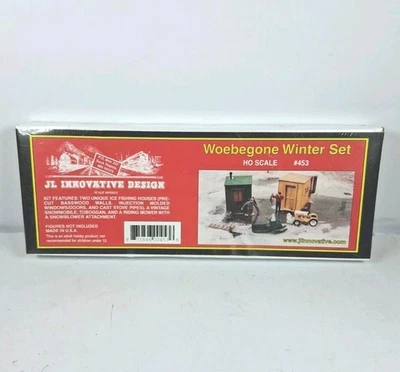 Woebegone Winter Set
HO SCALE #453
JL INNOVATIVE DESIGN
KIT FEATURES: TWO UNIQUE ICE FISHING HOUSES (PRE-
CUT BASSWOOD WALLS, INJECTION MOLDED
WINDOWS/DOORS, AND CAST STOVE PIPES), A VINTAGE
SNOWMOBILE, TOBOGGAN, AND A RIDING MOWER WITH
A SNOWBLOWER ATTACHMENT.
FIGURES NOT INCLUDED
MADE IN U.S.A.
This is an adult hobby product, not
recommended for children under 12.
www.jlinnovative.com